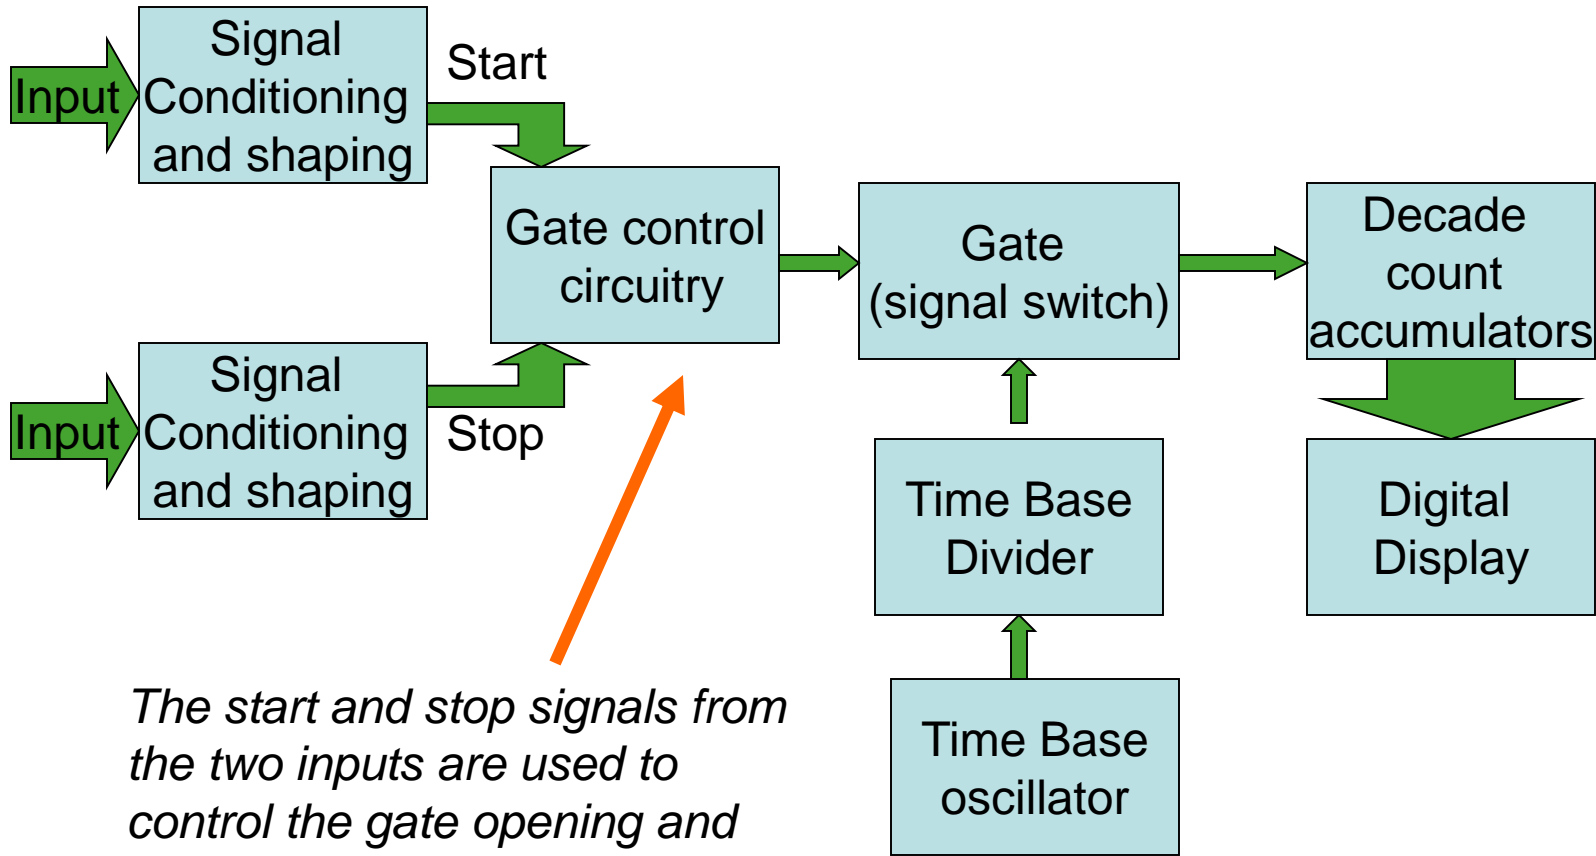 Input
Signal
Conditioning
and shaping
Start
Input
Signal
Conditioning
and shaping
Stop
Gate control
circuitry
Gate
(signal switch)
Decade
count
accumulators
Time Base
Divider
Digital
Display
Time Base
oscillator
The start and stop signals from
the two inputs are used to
control the gate opening and